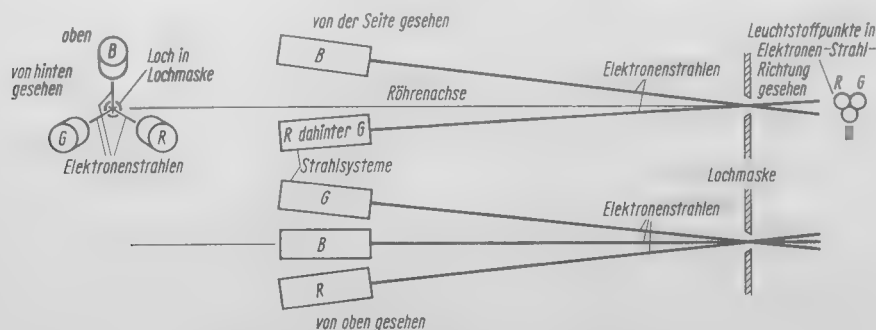 oben
B
von hinten
gesehen
Loch in
Lochmaske
G
R
Elektronenstrahlen
von der Seite gesehen
B
Röhrenachse
Elektronenstrahlen
R dahinter G
Strahlsysteme
G
B
R
von oben gesehen
Elektronenstrahlen
Lochmaske
Leuchtstoffpunkte in
Elektronen-Strahl-
Richtung
gesehen
R G